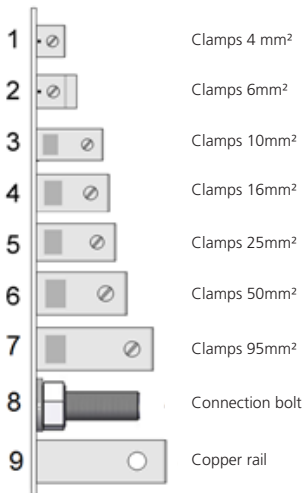 1 Clamps 4 mm²
2 Clamps 6mm²
3 Clamps 10mm²
4 Clamps 16mm²
5 Clamps 25mm²
6 Clamps 50mm²
7 Clamps 95mm²
8 Connection bolt
9 Copper rail